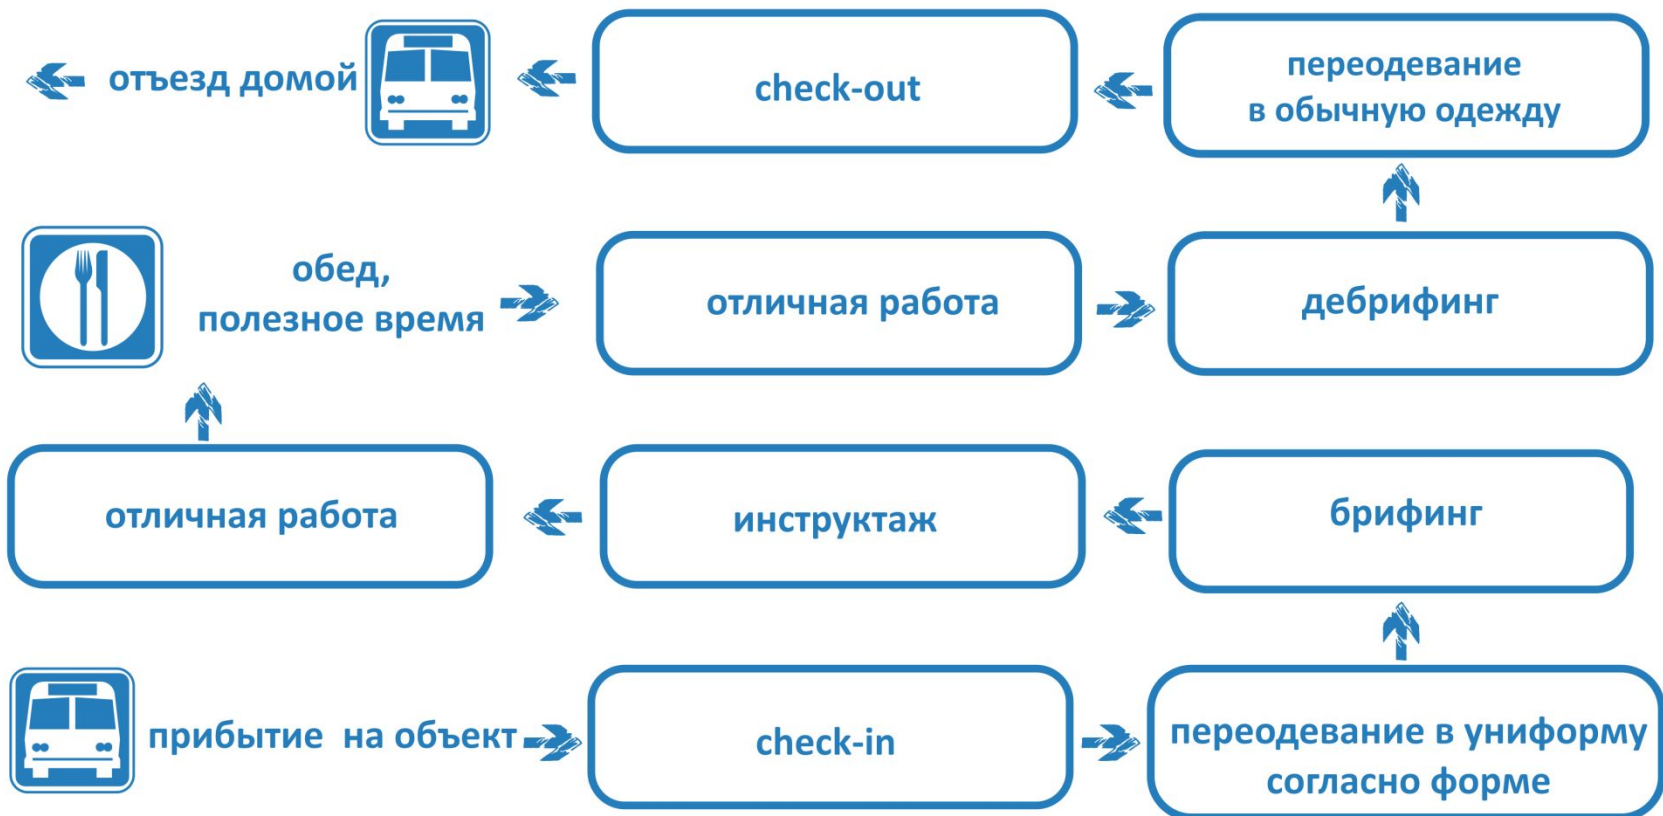 отъезд домой
check-out
переодевание
в обычную одежду
обед,
полезное время
отличная работа
дебрифинг
отличная работа
инструктаж
брифинг
прибытие на объект
check-in
переодевание в униформу
согласно форме